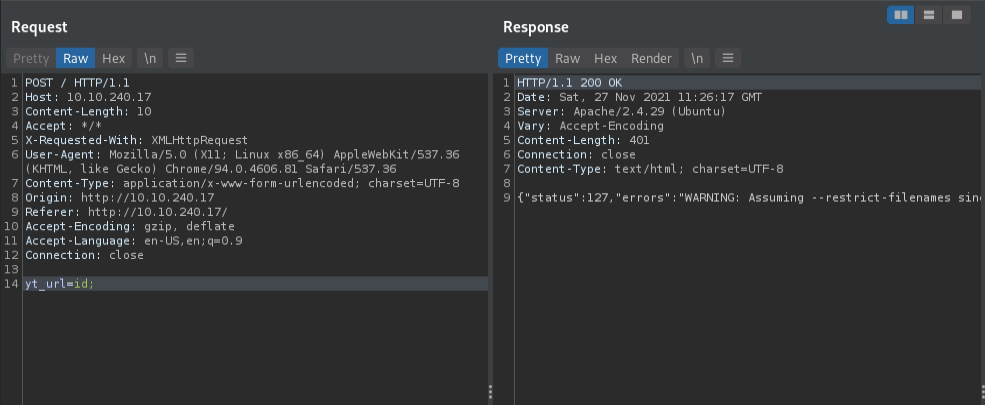 Request
Pretty Raw Hex \n
1 POST / HTTP/1.1
2 Host: 10.10.240.17
3 Content-Length: 10
4 Accept: */*
5 X-Requested-With: XMLHttpRequest
6 User-Agent: Mozilla/5.0 (X11; Linux x86_64) AppleWebKit/537.36
(KHTML, like Gecko) Chrome/94.0.4606.81 Safari/537.36
7 Content-Type: application/x-www-form-urlencoded; charset=UTF-8
8 Origin: http://10.10.240.17
9 Referer: http://10.10.240.17/
10 Accept-Encoding: gzip, deflate
11 Accept-Language: en-US,en;q=0.9
12 Connection: close
13
14 yt_url=id;
Response
Pretty Raw Hex Render \n
1 HTTP/1.1 200 OK
2 Date: Sat, 27 Nov 2021 11:26:17 GMT
3 Server: Apache/2.4.29 (Ubuntu)
4 Vary: Accept-Encoding
5 Content-Length: 401
6 Connection: close
7 Content-Type: text/html; charset=UTF-8
8
9 {"status":127,"errors":"WARNING: Assuming --restrict-filenames sinc